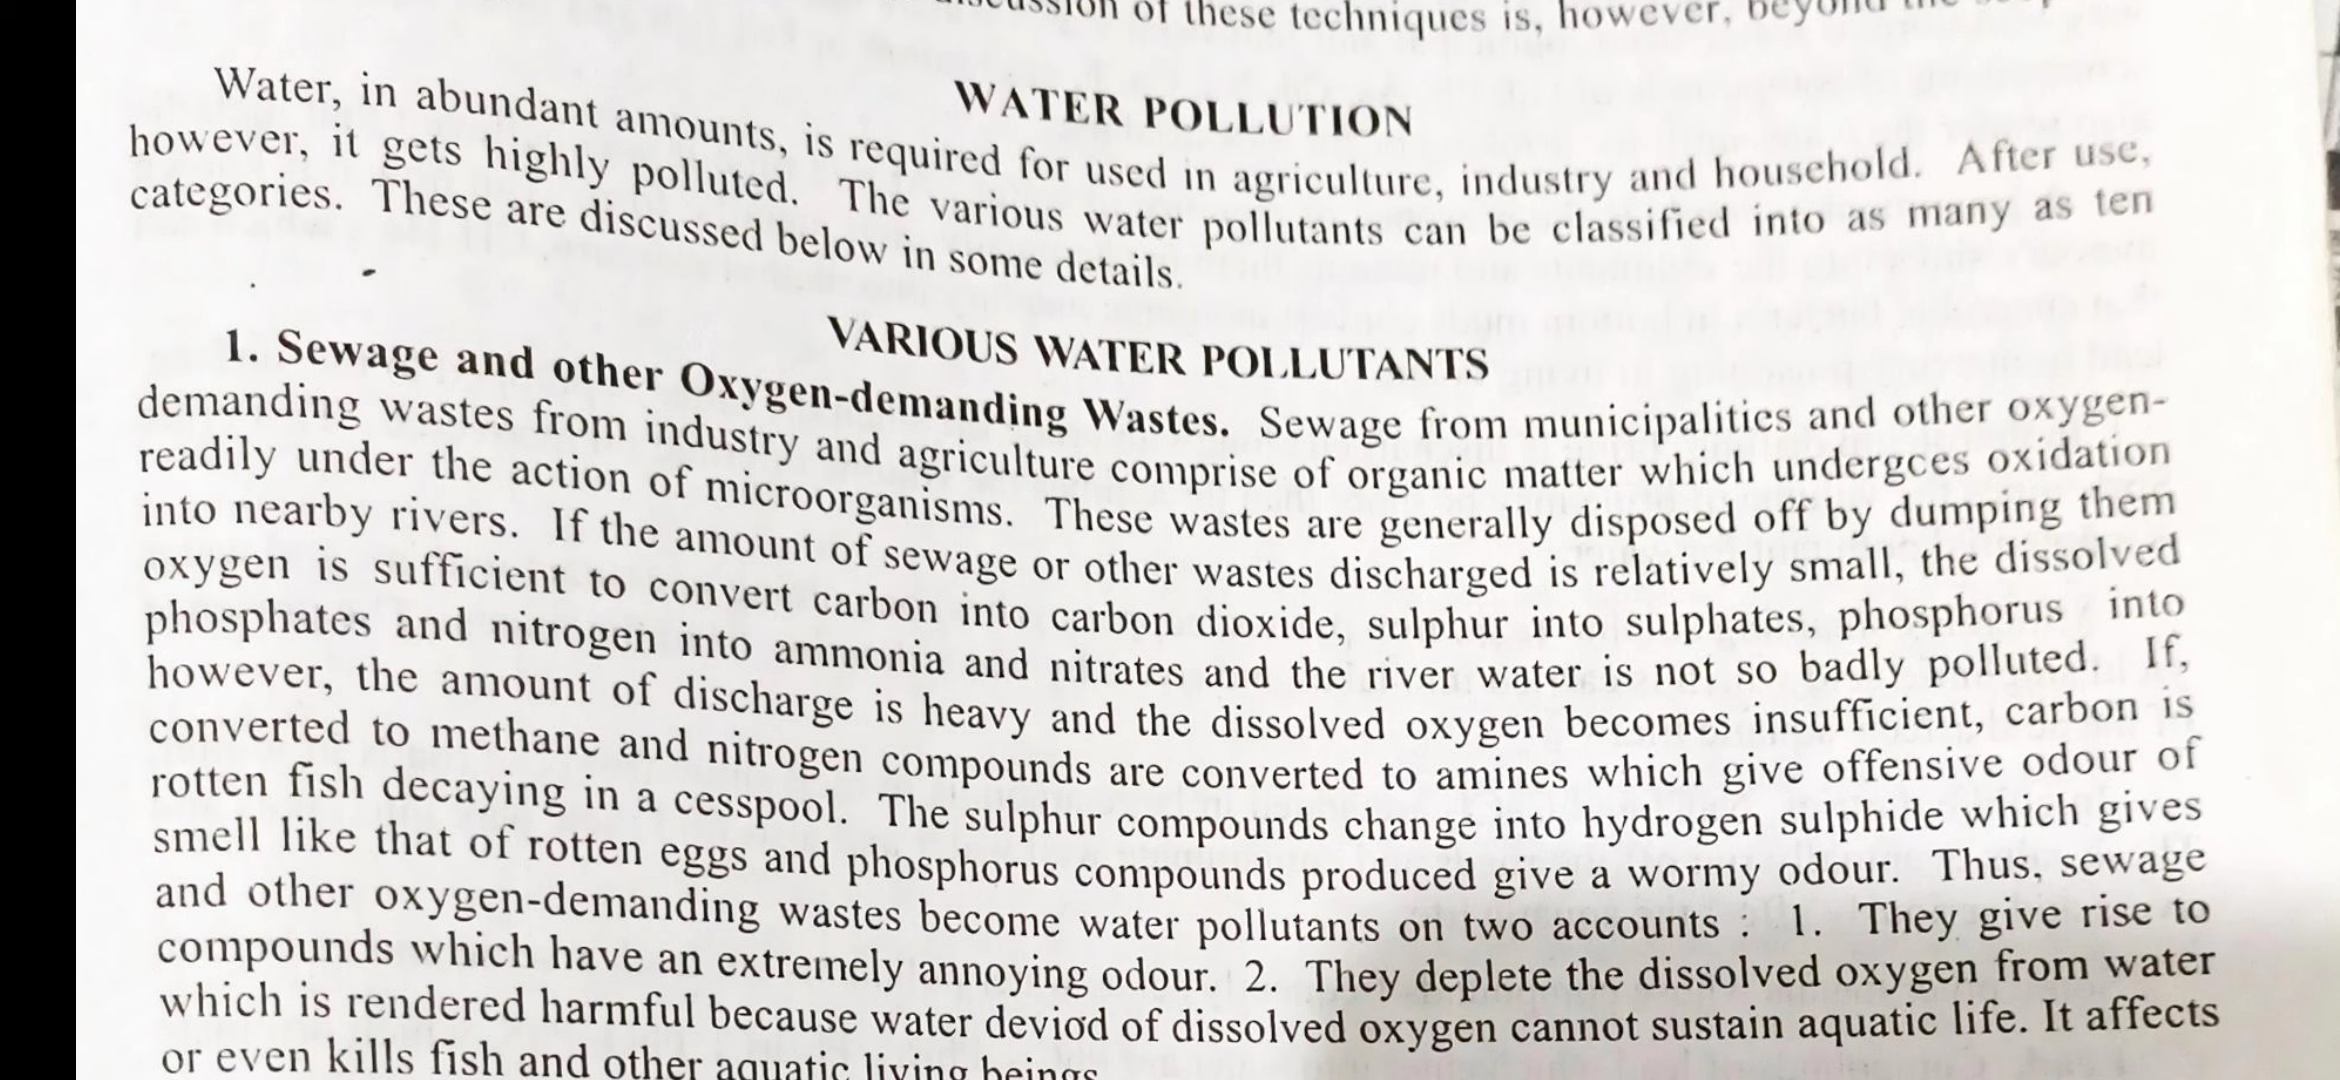 discussion of these techniques is, however, beyond the
WATER POLLUTION
Water, in abundant amounts, is required for used in agriculture, industry and household. After use,
however, it gets highly polluted. The various water pollutants can be classified into as many as ten
categories. These are discussed below in some details.
VARIOUS WATER POLLUTANTS
1. Sewage and other Oxygen-demanding Wastes. Sewage from municipalities and other oxygen-
demanding wastes from industry and agriculture comprise of organic matter which undergoes oxidation
readily under the action of microorganisms. These wastes are generally disposed off by dumping them
into nearby rivers. If the amount of sewage or other wastes discharged is relatively small, the dissolved
oxygen is sufficient to convert carbon into carbon dioxide, sulphur into sulphates, phosphorus into
phosphates and nitrogen into ammonia and nitrates and the river water is not so badly polluted. If,
however, the amount of discharge is heavy and the dissolved oxygen becomes insufficient, carbon is
converted to methane and nitrogen compounds are converted to amines which give offensive odour of
rotten fish decaying in a cesspool. The sulphur compounds change into hydrogen sulphide which gives
smell like that of rotten eggs and phosphorus compounds produced give a wormy odour. Thus, sewage
and other oxygen-demanding wastes become water pollutants on two accounts : 1. They give rise to
compounds which have an extremely annoying odour. 2. They deplete the dissolved oxygen from water
which is rendered harmful because water deviod of dissolved oxygen cannot sustain aquatic life. It affects
or even kills fish and other aquatic living beings